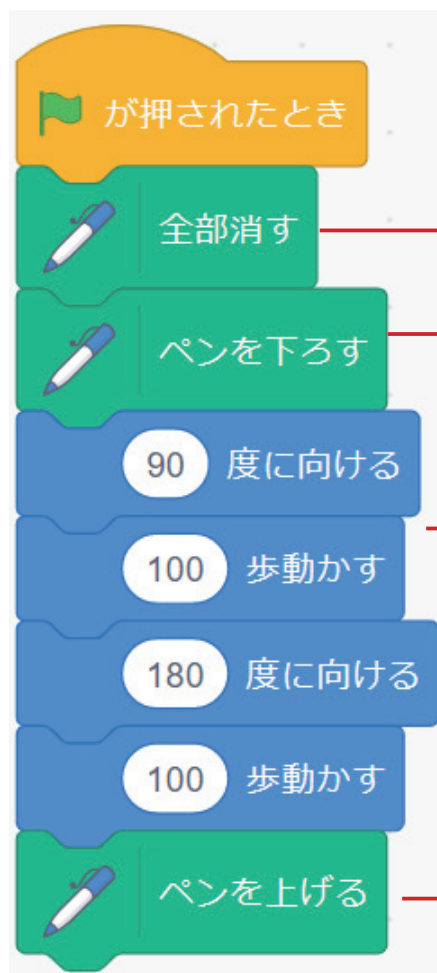 が押されたとき
全部消す
ペンを下ろす
90 度に向ける
100 歩動かす
180 度に向ける
100 歩動かす
ペンを上げる